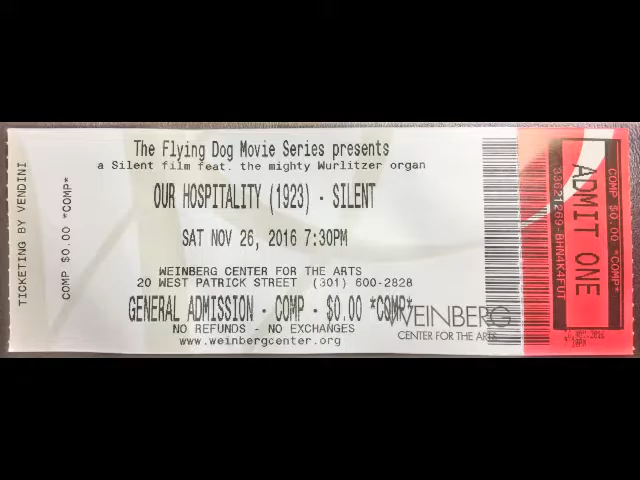 TICKETING BY VENDINI
COMP $0.00 *COMP*
The Flying Dog Movie Series presents
a Silent film feat. the mighty Wurlitzer organ
OUR HOSPITALITY (1923) - SILENT
SAT NOV 26, 2016 7:30PM
WEINBERG CENTER FOR THE ARTS
20 WEST PATRICK STREET (301) 600-2828
GENERAL ADMISSION - COMP - $0.00 *COMP*
NO REFUNDS - NO EXCHANGES
www.weinbergcenter.org
WEINBERG
CENTER FOR THE ARTS
33621269-BHN4K4FUT
ADMIT ONE
COMP $0.00 *COMP*